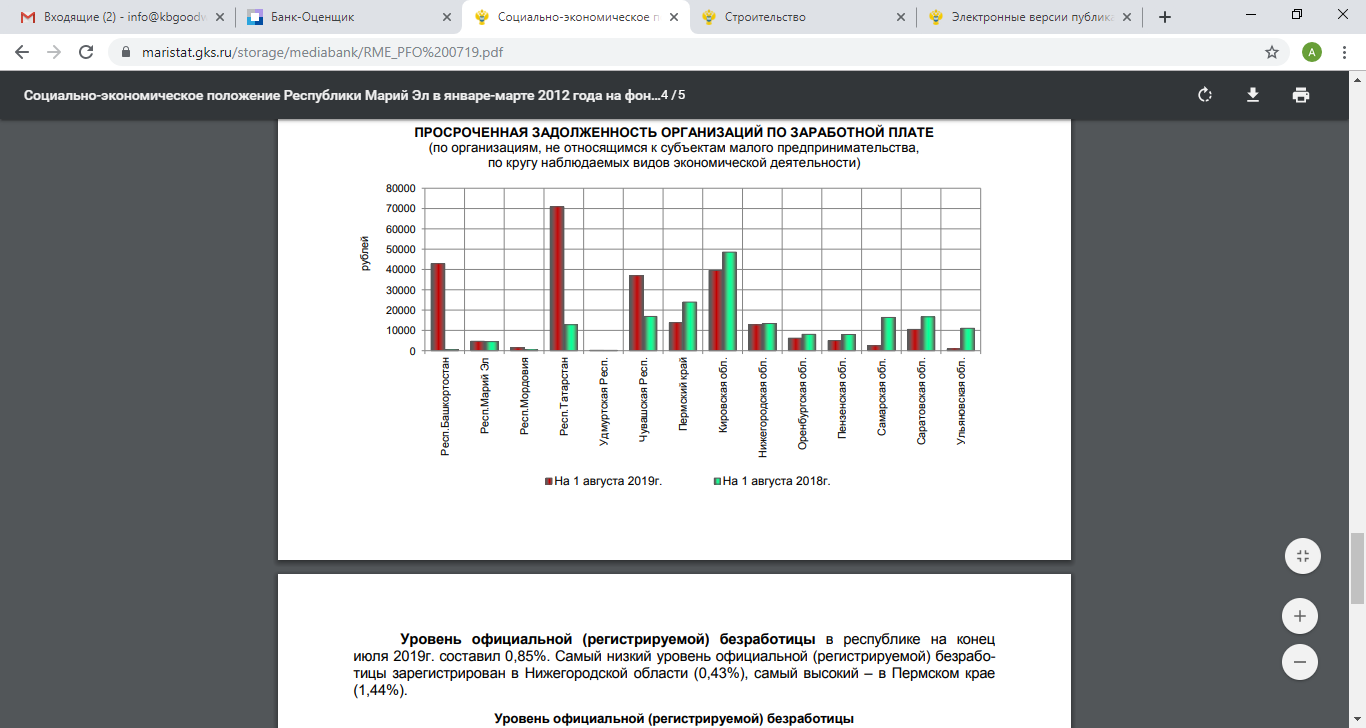 Входящие (2) - info@kbgoodw
Банк-Оценщик
Социально-экономическое п
Строительство
Электронные версии публика
maristat.gks.ru/storage/mediabank/RME_PFO%200719.pdf
A
Социально-экономическое положение Республики Марий Эл в январе-марте 2012 года на фон... 4 / 5
ПРОСРОЧЕННАЯ ЗАДОЛЖЕННОСТЬ ОРГАНИЗАЦИЙ ПО ЗАРАБОТНОЙ ПЛАТЕ
(по организациям, не относящимся к субъектам малого предпринимательства,
по кругу наблюдаемых видов экономической деятельности)
рублей
80000
70000
60000
50000
40000
30000
20000
10000
0
Респ.Башкортостан
Респ.Марий Эл
Респ.Мордовия
Респ.Татарстан
Удмуртская Респ.
Чувашская Респ.
Пермский край
Кировская обл.
Нижегородская обл.
Оренбургская обл.
Пензенская обл.
Самарская обл.
Саратовская обл.
Ульяновская обл.
На 1 августа 2019г.
На 1 августа 2018г.
Уровень официальной (регистрируемой) безработицы в республике на конец
июля 2019г. составил 0,85%. Самый низкий уровень официальной (регистрируемой) безрабо-
тицы зарегистрирован в Нижегородской области (0,43%), самый высокий – в Пермском крае
(1,44%).
Уровень официальной (регистрируемой) безработицы